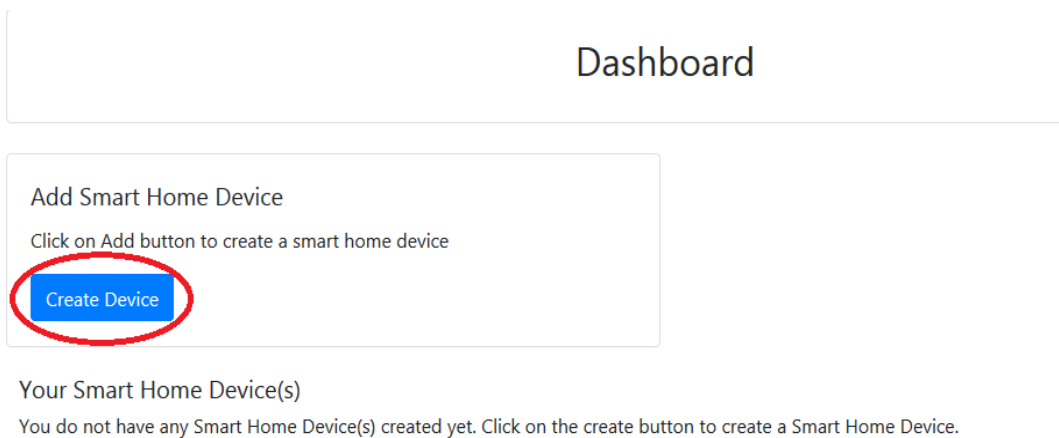 Dashboard
Add Smart Home Device
Click on Add button to create a smart home device
Create Device
Your Smart Home Device(s)
You do not have any Smart Home Device(s) created yet. Click on the create button to create a Smart Home Device.